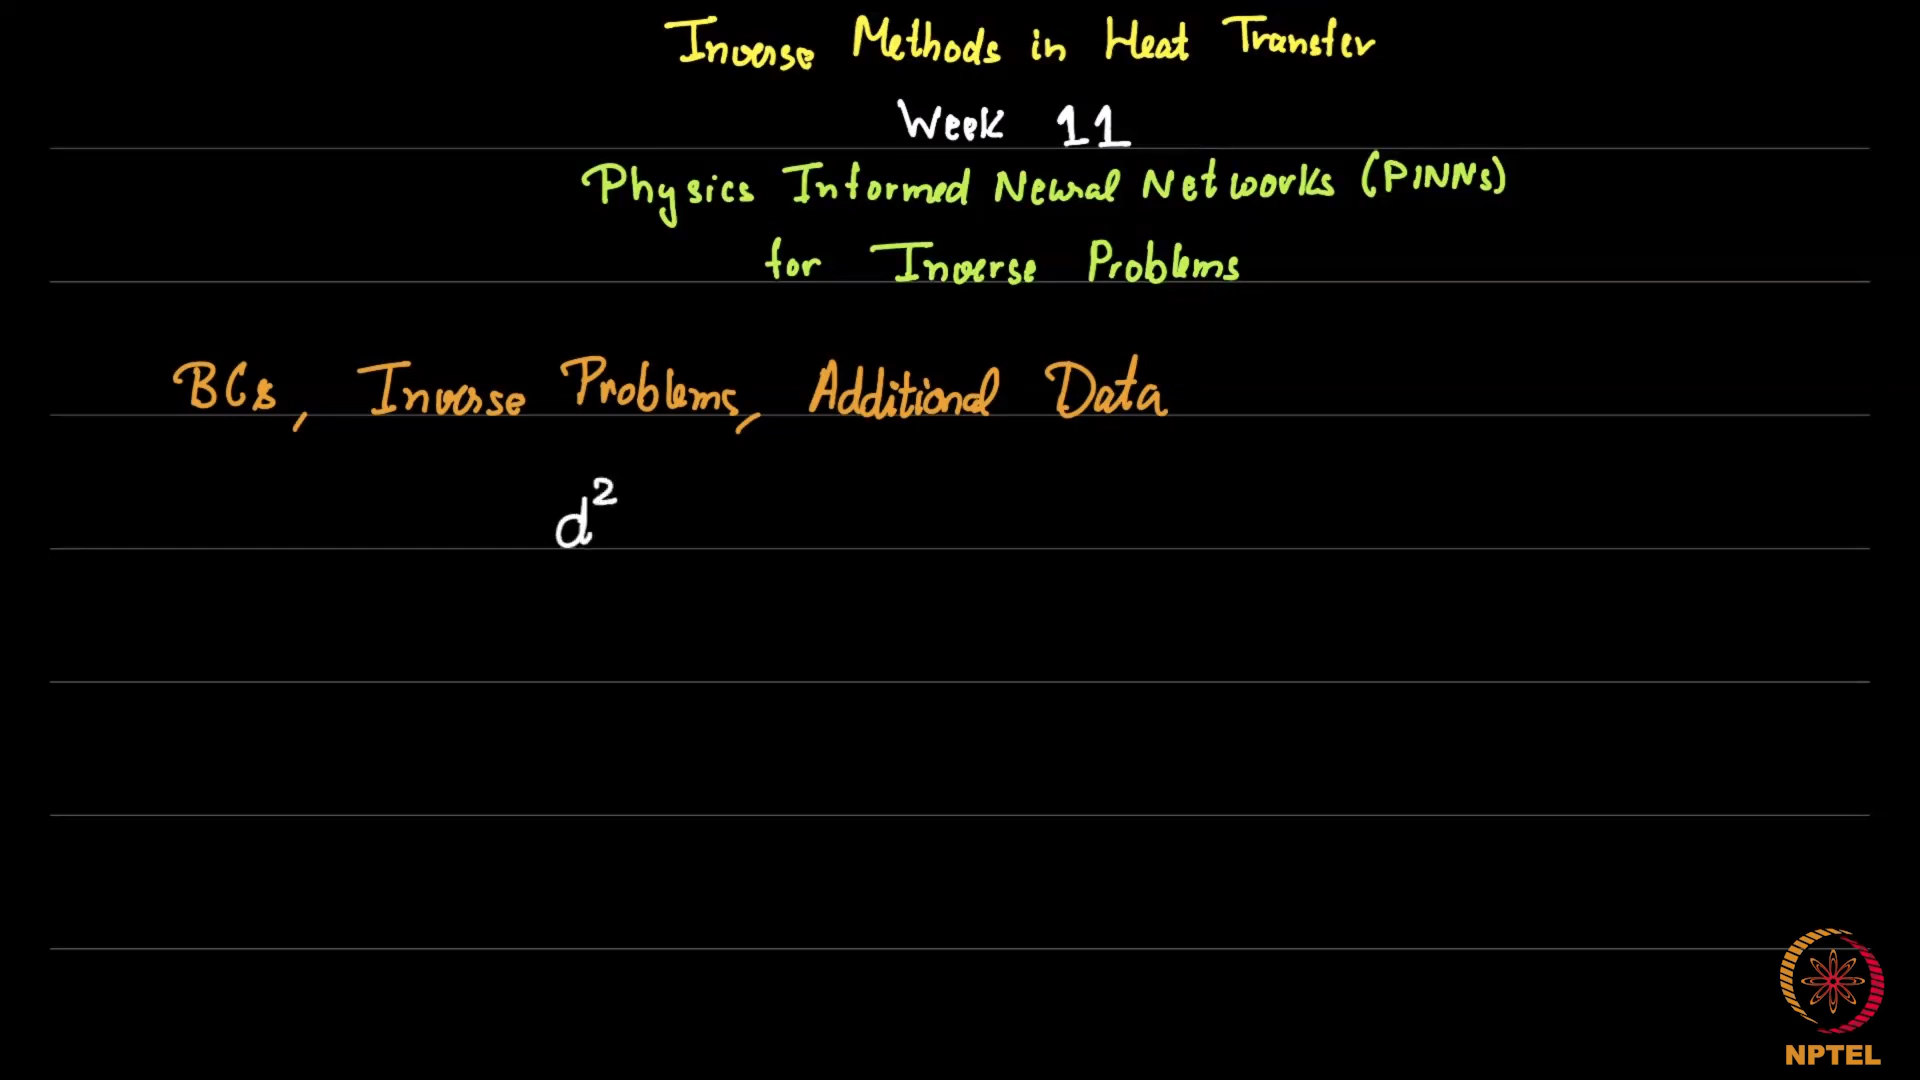 Inverse Methods in Heat Transfer
Week 11
Physics Informed Neural Networks (PINNs)
for Inverse Problems
BCs, Inverse Problems, Additional Data
d²
NPTEL